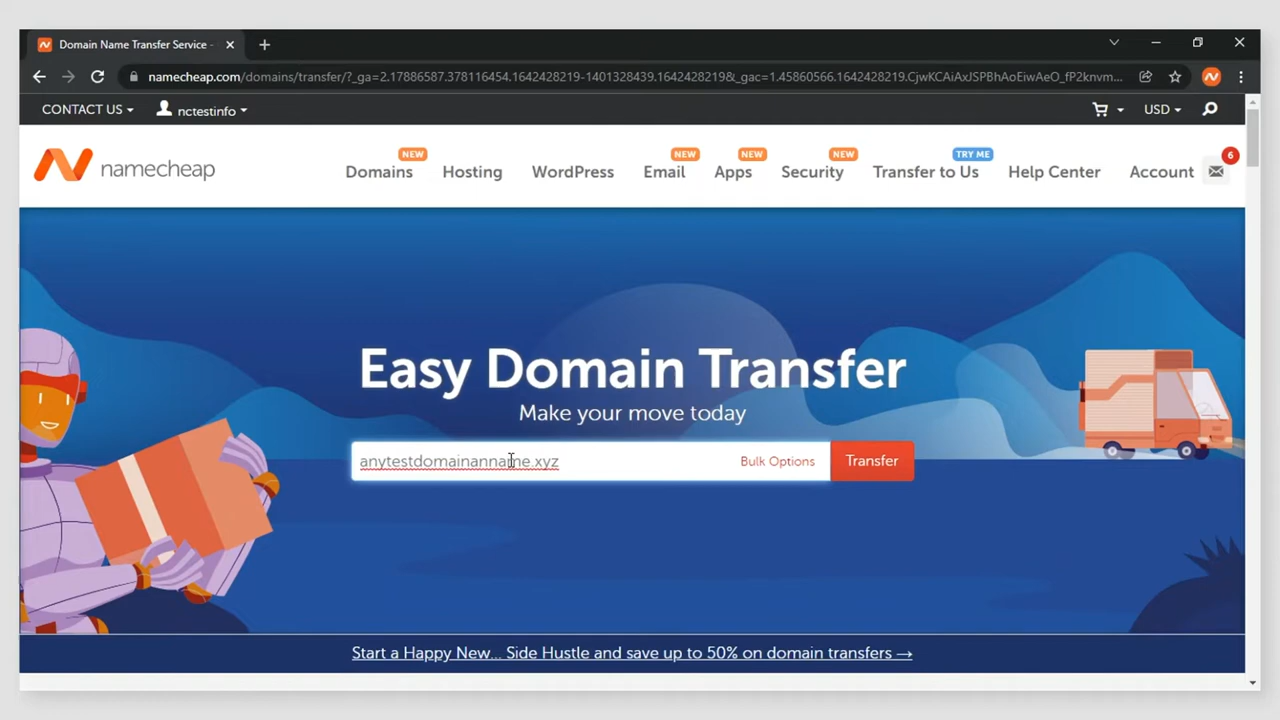 Domain Name Transfer Service -
namecheap.com/domains/transfer/?_ga=2.17886587.378116454.1642428219-1401328439.1642428219&_gac=1.45860566.1642428219.CjwKCAiAxJSPBhAoEiwAeO_fP2knvm...
CONTACT US nctestinfo USD
NEW NEW NEW NEW TRY ME 6
namecheap Domains Hosting WordPress Email Apps Security Transfer to Us Help Center Account
Easy Domain Transfer
Make your move today
anytestdomainanname.xyz Bulk Options Transfer
Start a Happy New... Side Hustle and save up to 50% on domain transfers →